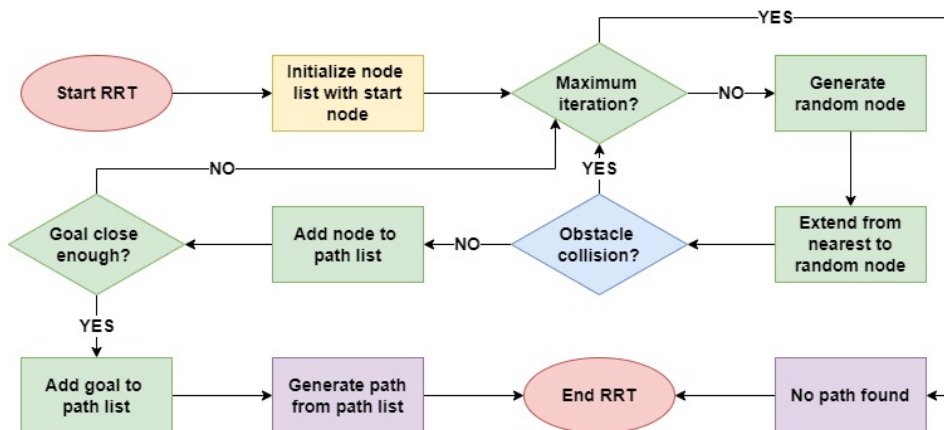 YES
Start RRT
Initialize node
list with start
node
Maximum
iteration?
NO
Generate
random node
NO
YES
Goal close
enough?
Add node to
path list
NO
Obstacle
collision?
Extend from
nearest to
random node
YES
Add goal to
path list
Generate path
from path list
End RRT
No path found